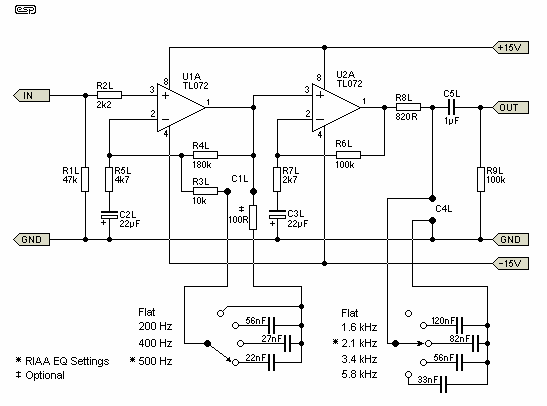 esp
+15V
U1A
TL072
U2A
TL072
IN
R2L
2k2
3
8
+
2
−
4
1
3
8
+
2
−
4
1
R8L
820R
C5L
1µF
OUT
R4L
180k
R6L
100k
R1L
47k
R5L
4k7
R3L
10k
C1L
‡
100R
R7L
2k7
R9L
100k
C2L
22µF
+
C3L
22µF
+
C4L
GND
GND
−15V
Flat
200 Hz
400 Hz
* 500 Hz
56nF
27nF
22nF
Flat
1.6 kHz
* 2.1 kHz
3.4 kHz
5.8 kHz
120nF
82nF
56nF
33nF
* RIAA EQ Settings
‡ Optional